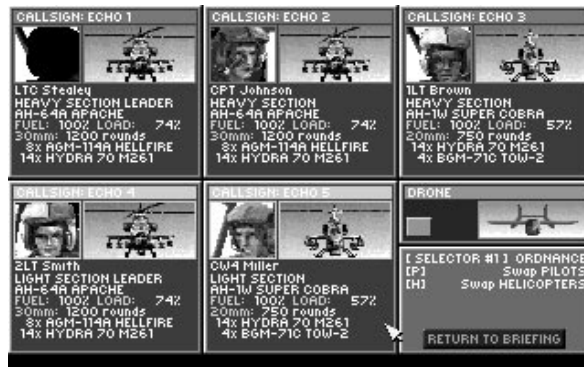 CALLSIGN: ECHO 1
LTC Stealey
HEAVY SECTION LEADER
AH-64A APACHE
FUEL: 100% LOAD: 74%
30mm: 1200 rounds
8x AGM-114A HELLFIRE
14x HYDRA 70 M261
CALLSIGN: ECHO 2
CPT Johnson
HEAVY SECTION
AH-64A APACHE
FUEL: 100% LOAD: 74%
30mm: 1200 rounds
8x AGM-114A HELLFIRE
14x HYDRA 70 M261
CALLSIGN: ECHO 3
1LT Brown
HEAVY SECTION
AH-1W SUPER COBRA
FUEL: 100% LOAD: 57%
20mm: 750 rounds
14x HYDRA 70 M261
4x BGM-71C TOW-2
CALLSIGN: ECHO 4
2LT Smith
LIGHT SECTION LEADER
AH-64A APACHE
FUEL: 100% LOAD: 74%
30mm: 1200 rounds
8x AGM-114A HELLFIRE
14x HYDRA 70 M261
CALLSIGN: ECHO 5
CW4 Miller
LIGHT SECTION
AH-1W SUPER COBRA
FUEL: 100% LOAD: 57%
20mm: 750 rounds
14x HYDRA 70 M261
4x BGM-71C TOW-2
DRONE
[ SELECTOR #1 ] ORDNANCE
[P] Swap PILOTS
[H] Swap HELICOPTERS
RETURN TO BRIEFING